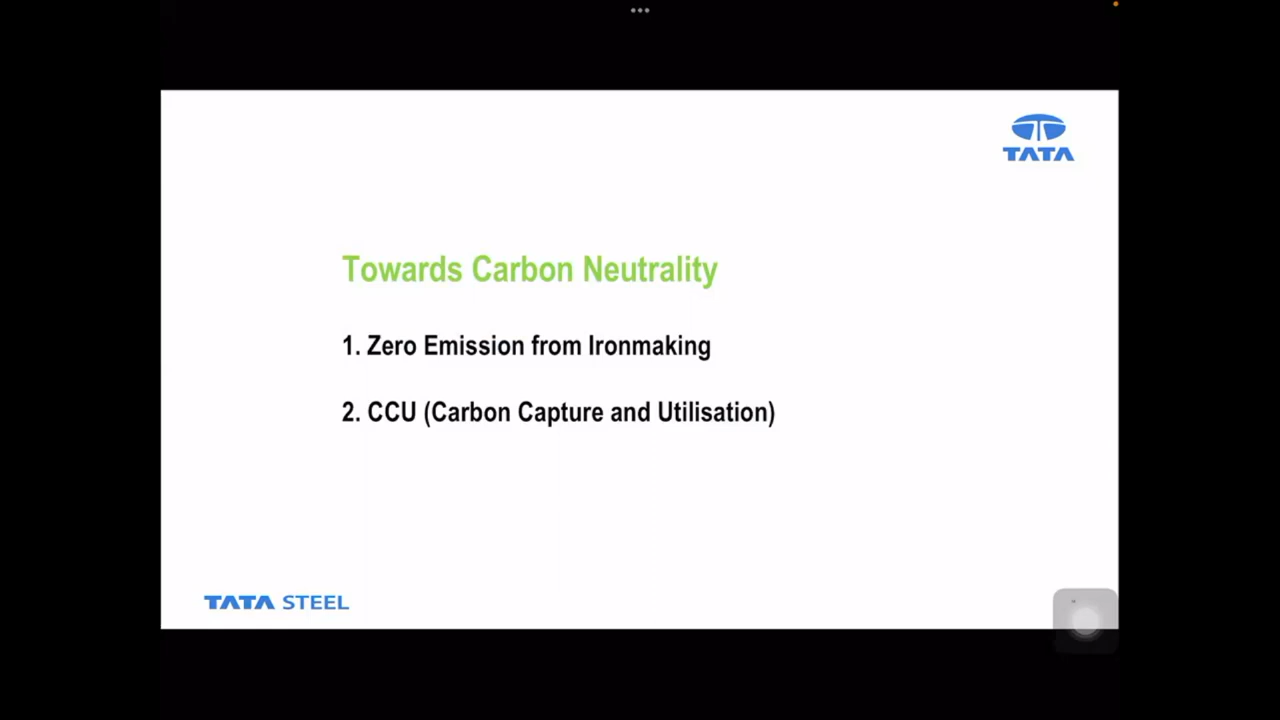 TATA
Towards Carbon Neutrality
1. Zero Emission from Ironmaking
2. CCU (Carbon Capture and Utilisation)
TATA STEEL